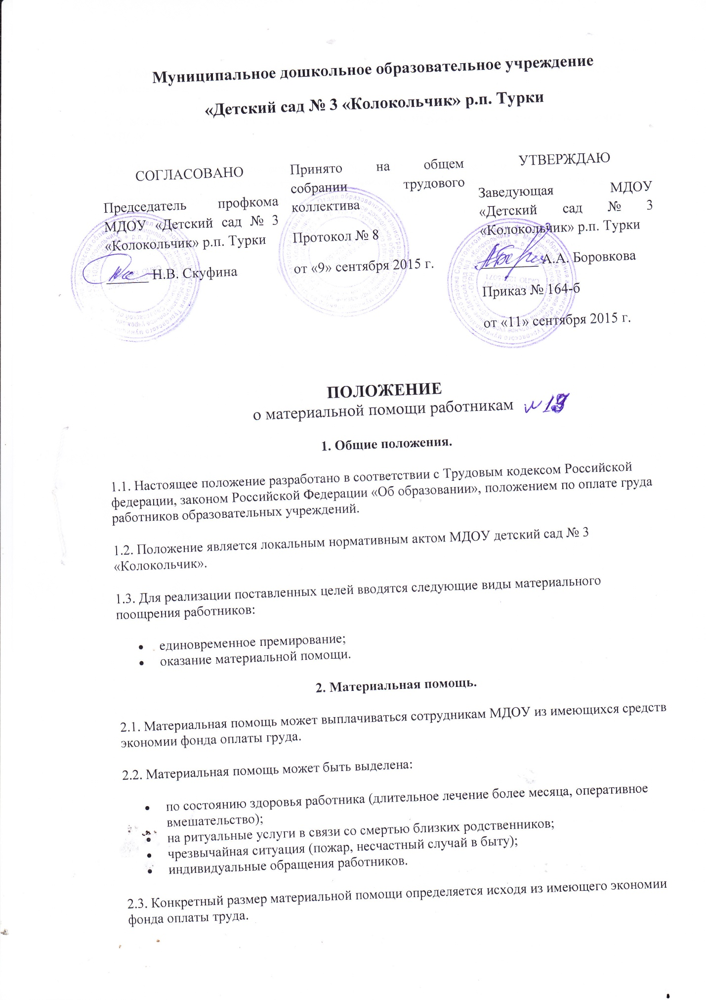 Муниципальное дошкольное образовательное учреждение
«Детский сад № 3 «Колокольчик» р.п. Турки
СОГЛАСОВАНО
Председатель профкома
МДОУ «Детский сад № 3
«Колокольчик» р.п. Турки
______ Н.В. Скуфина
Принято на общем
собрании трудового
коллектива
Протокол № 8
от «9» сентября 2015 г.
УТВЕРЖДАЮ
Заведующая МДОУ
«Детский сад № 3
«Колокольчик» р.п. Турки
________ А.А. Боровкова
Приказ № 164-б
от «11» сентября 2015 г.
ПОЛОЖЕНИЕ
о материальной помощи работникам
1. Общие положения.
1.1. Настоящее положение разработано в соответствии с Трудовым кодексом Российской
федерации, законом Российской Федерации «Об образовании», положением по оплате груда
работников образовательных учреждений.
1.2. Положение является локальным нормативным актом МДОУ детский сад № 3
«Колокольчик».
1.3. Для реализации поставленных целей вводятся следующие виды материального
поощрения работников:
• единовременное премирование;
• оказание материальной помощи.
2. Материальная помощь.
2.1. Материальная помощь может выплачиваться сотрудникам МДОУ из имеющихся средств
экономии фонда оплаты груда.
2.2. Материальная помощь может быть выделена:
• по состоянию здоровья работника (длительное лечение более месяца, оперативное
вмешательство);
• на ритуальные услуги в связи со смертью близких родственников;
• чрезвычайная ситуация (пожар, несчастный случай в быту);
• индивидуальные обращения работников.
2.3. Конкретный размер материальной помощи определяется исходя из имеющего экономии
фонда оплаты труда.